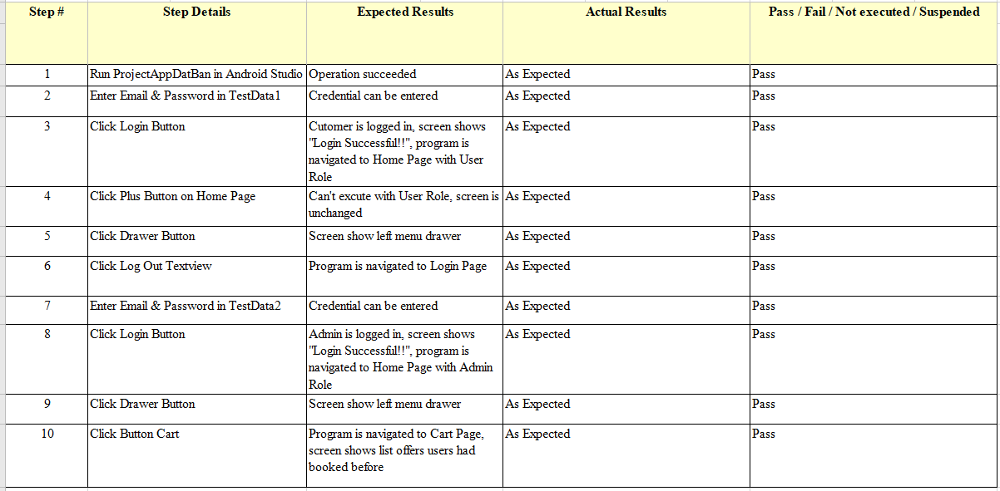 Step # Step Details Expected Results Actual Results Pass / Fail / Not executed / Suspended
1 Run ProjectAppDatBan in Android Studio Operation succeeded As Expected Pass
2 Enter Email & Password in TestData1 Credential can be entered As Expected Pass
3 Click Login Button Cutomer is logged in, screen shows As Expected Pass
"Login Successful!!", program is
navigated to Home Page with User
Role
4 Click Plus Button on Home Page Can't excute with User Role, screen is As Expected Pass
unchanged
5 Click Drawer Button Screen show left menu drawer As Expected Pass
6 Click Log Out Textview Program is navigated to Login Page As Expected Pass
7 Enter Email & Password in TestData2 Credential can be entered As Expected Pass
8 Click Login Button Admin is logged in, screen shows As Expected Pass
"Login Successful!!", program is
navigated to Home Page with Admin
Role
9 Click Drawer Button Screen show left menu drawer As Expected Pass
10 Click Button Cart Program is navigated to Cart Page, As Expected Pass
screen shows list offers users had
booked before